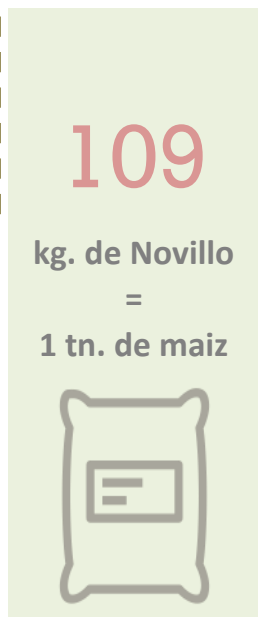 109
kg. de Novillo
=
1 tn. de maiz